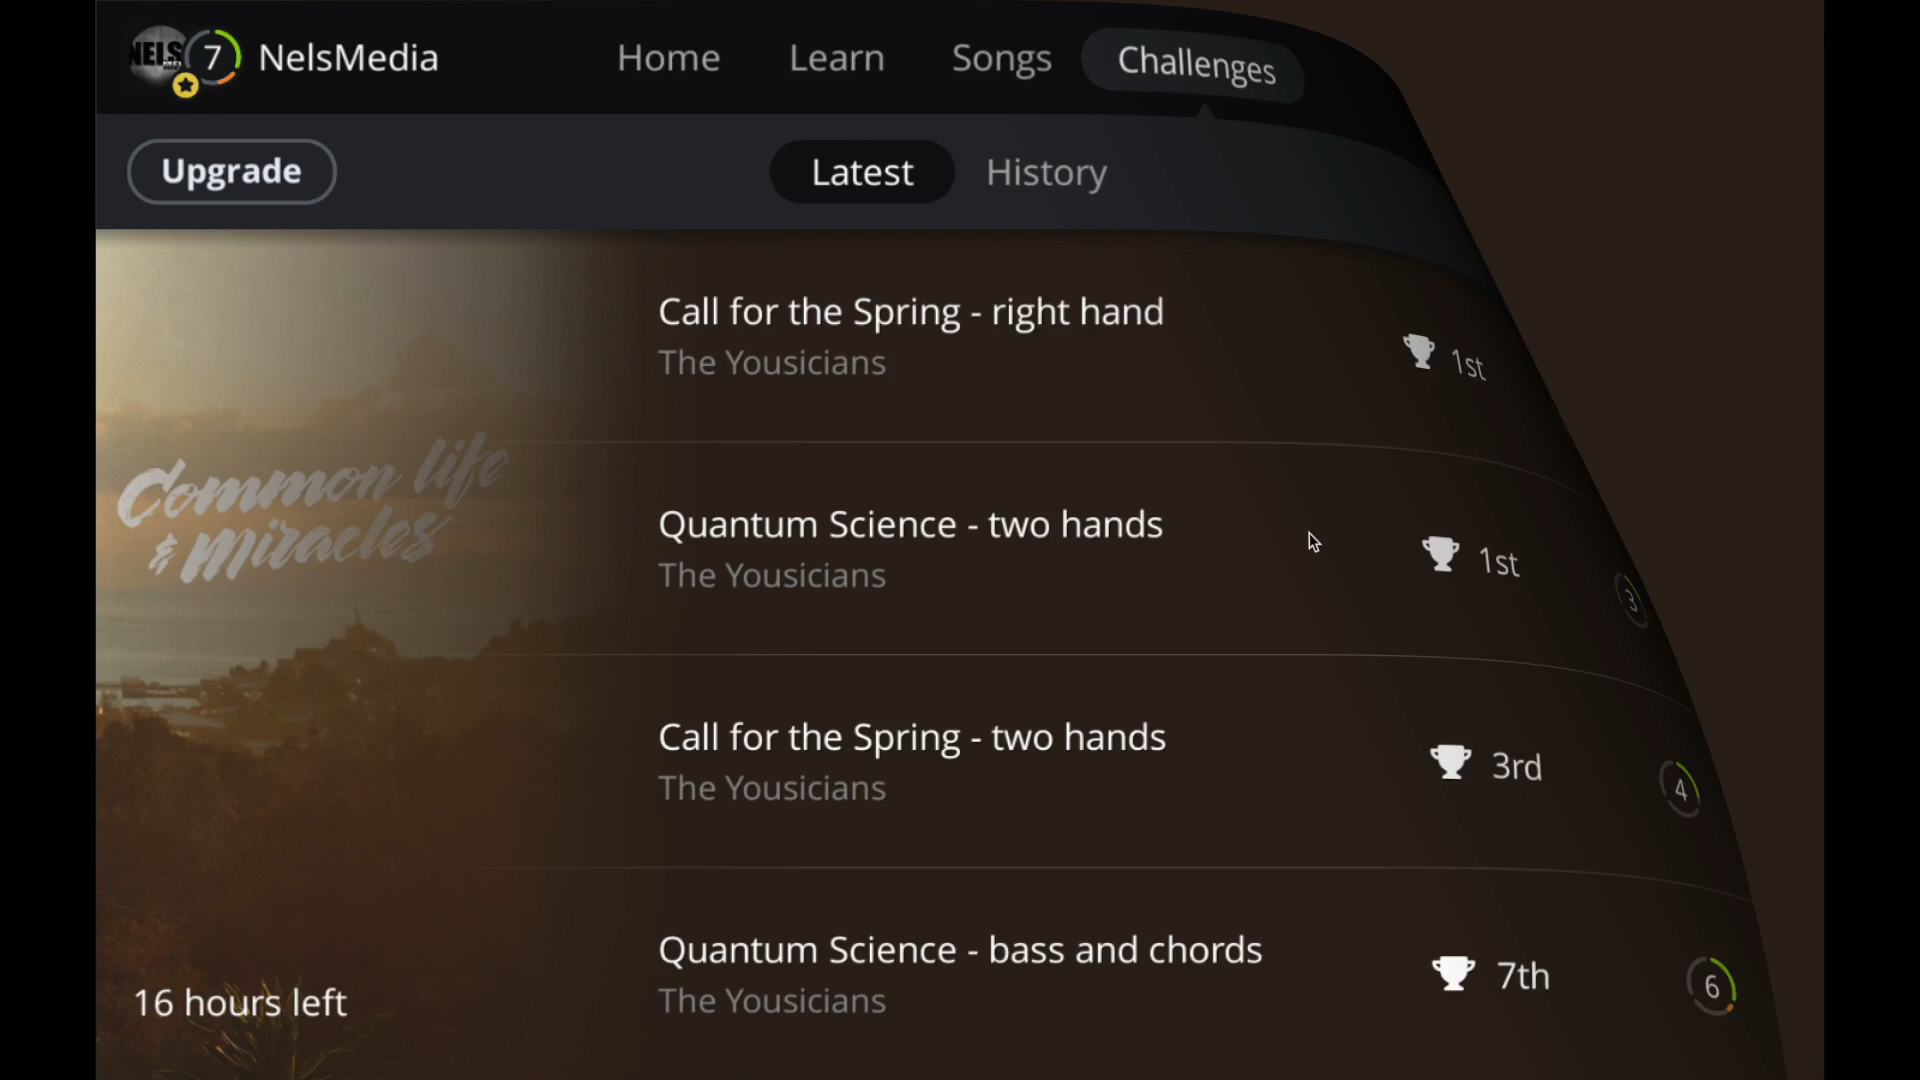 NELS
7
NelsMedia
Home
Learn
Songs
Challenges
Upgrade
Latest
History
Common life
& miracles
16 hours left
Call for the Spring - right hand
The Yousicians
1st
Quantum Science - two hands
The Yousicians
1st
3
Call for the Spring - two hands
The Yousicians
3rd
4
Quantum Science - bass and chords
The Yousicians
7th
6